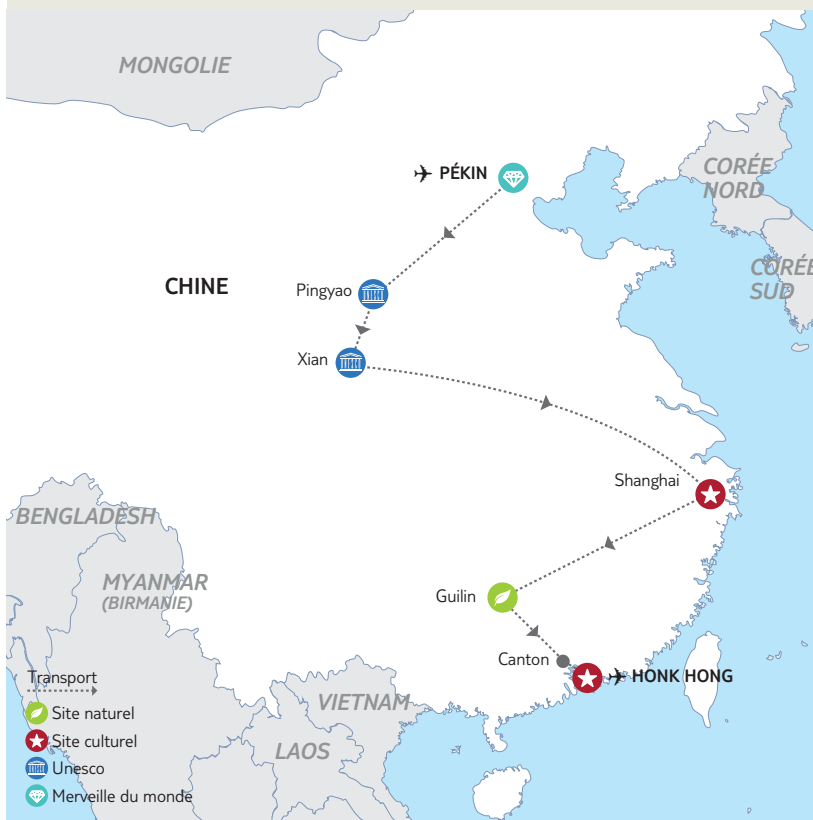 MONGOLIE
PÉKIN
CORÉE
NORD
CORÉE
SUD
CHINE
Pingyao
Xian
Shanghai
BENGLADESH
MYANMAR
(BIRMANIE)
Guilin
Canton
HONK HONG
VIETNAM
LAOS
Transport
Site naturel
Site culturel
Unesco
Merveille du monde